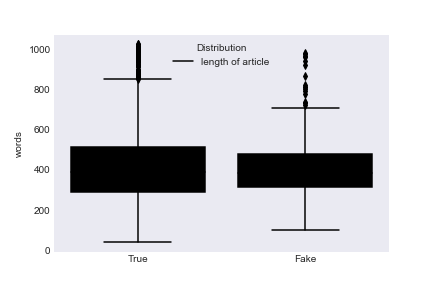 Distribution
length of article
1000
800
600
400
200
0
words
True
Fake